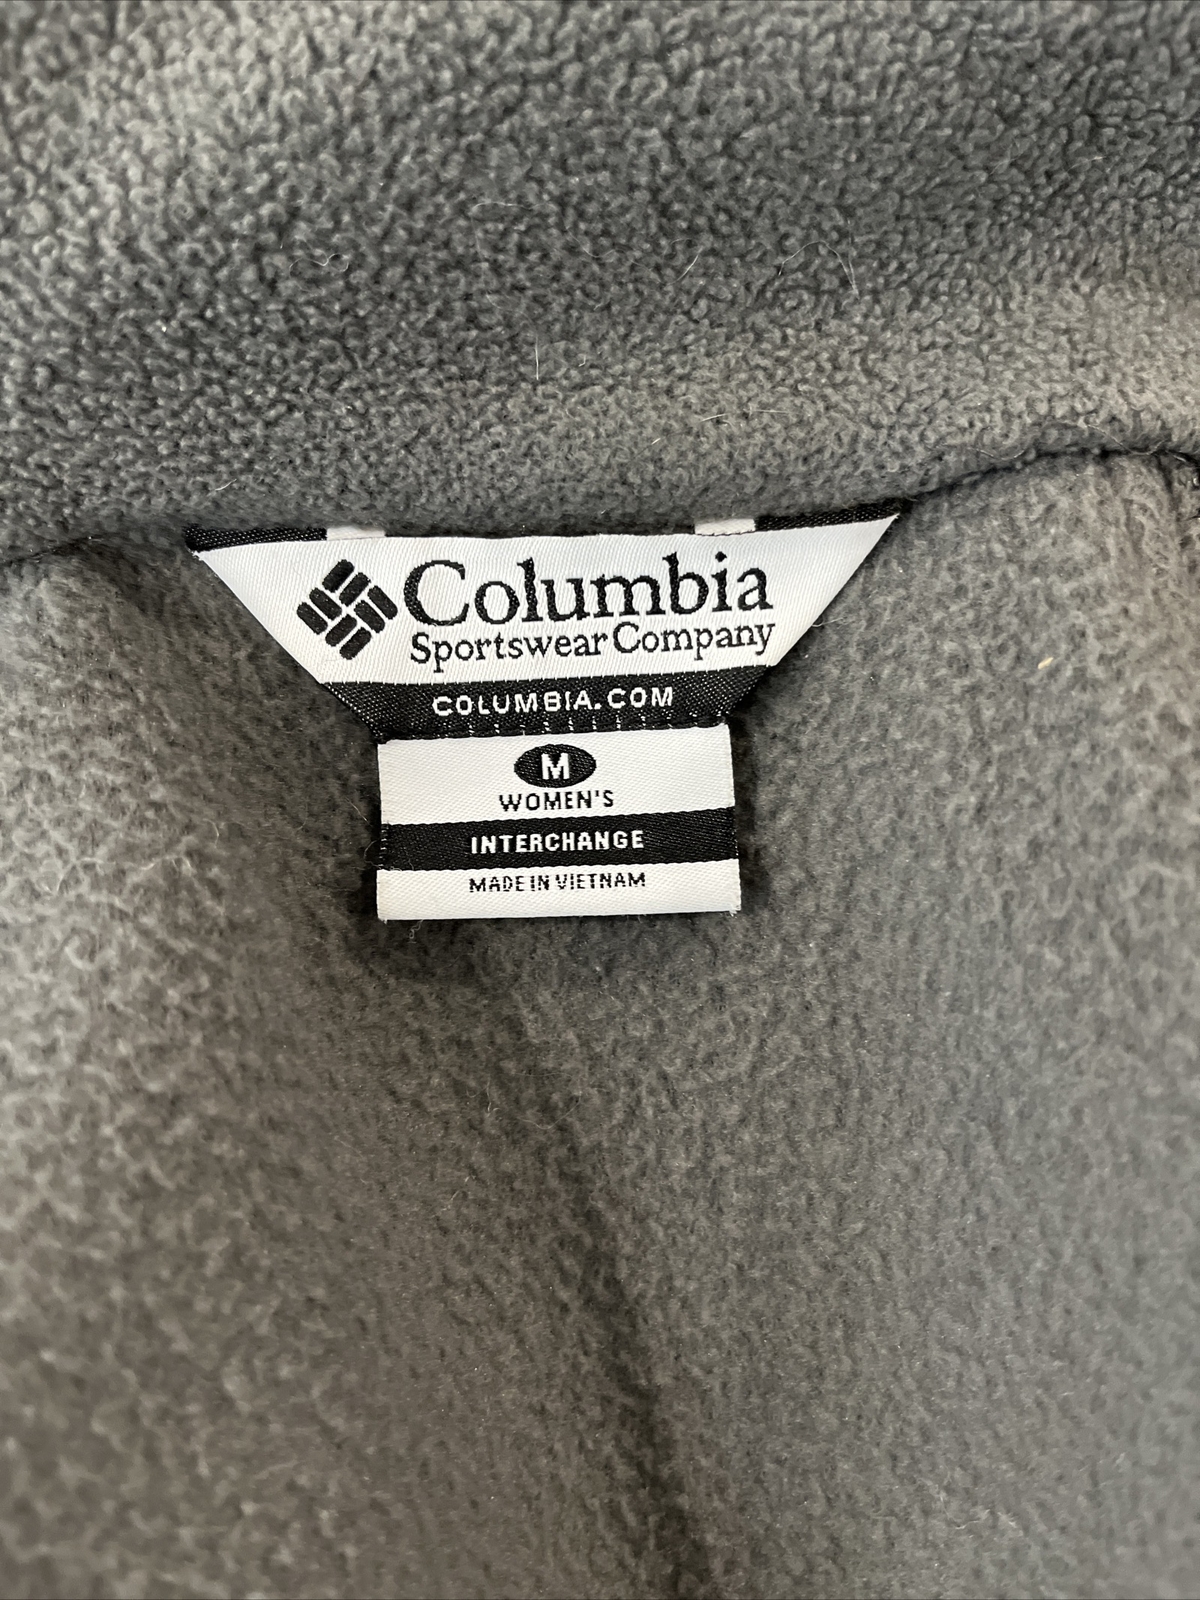 Columbia
Sportswear Company
COLUMBIA.COM
M
WOMEN'S
INTERCHANGE
MADE IN VIETNAM